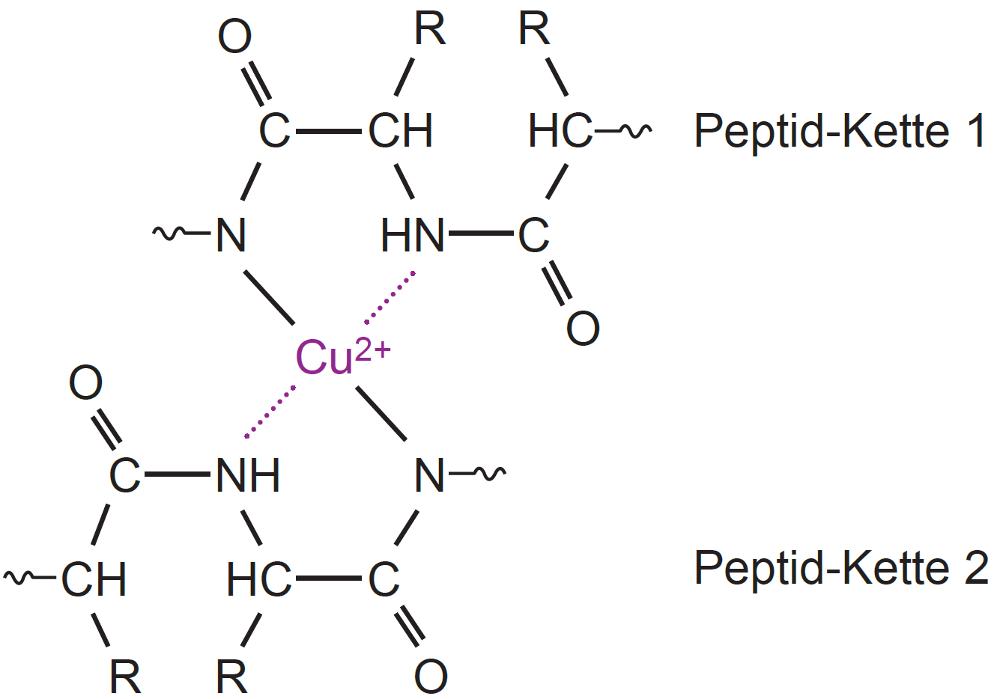 O R R
C CH HC Peptid-Kette 1
N HN C
O
Cu2+
O
C NH N
CH HC C Peptid-Kette 2
R R O